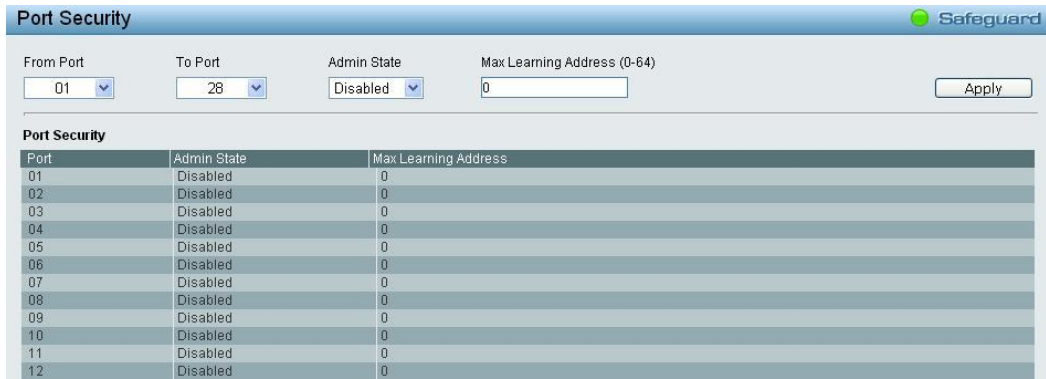 Port Security
Safeguard
From Port To Port Admin State Max Learning Address (0-64)
01 28 Disabled 0 Apply
Port Security
Port Admin State Max Learning Address
01 Disabled 0
02 Disabled 0
03 Disabled 0
04 Disabled 0
05 Disabled 0
06 Disabled 0
07 Disabled 0
08 Disabled 0
09 Disabled 0
10 Disabled 0
11 Disabled 0
12 Disabled 0